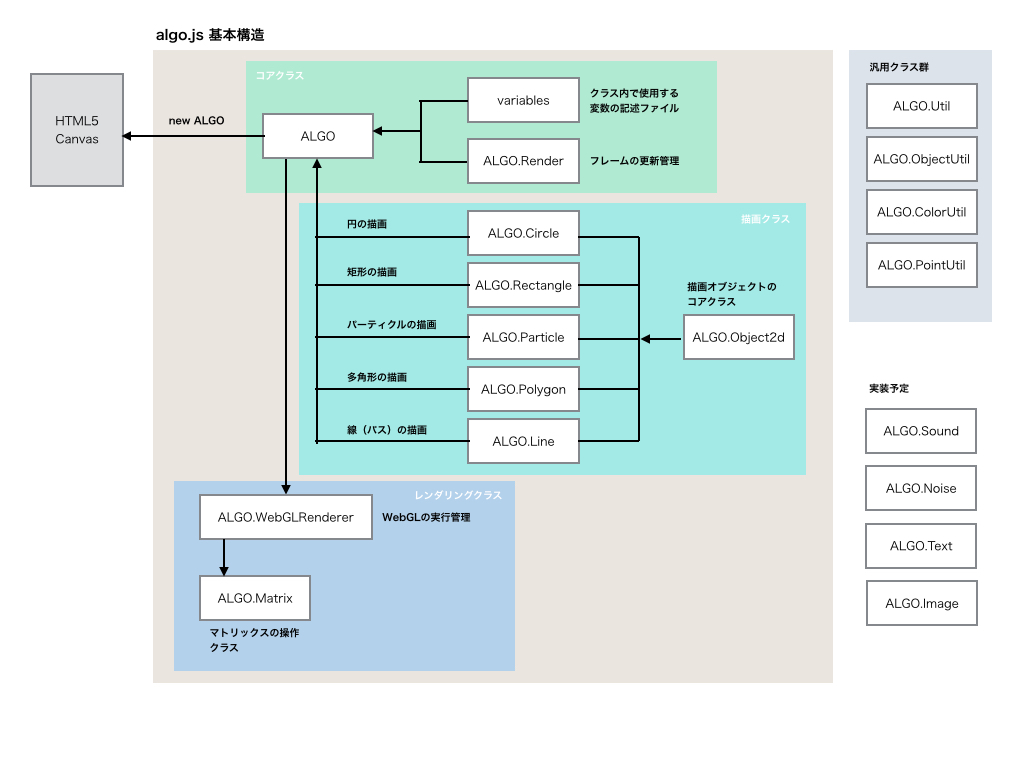 algo.js 基本構造
HTML5
Canvas
new ALGO
コアクラス
ALGO
variables
クラス内で使用する
変数の記述ファイル
ALGO.Render
フレームの更新管理
描画クラス
円の描画
ALGO.Circle
矩形の描画
ALGO.Rectangle
パーティクルの描画
ALGO.Particle
多角形の描画
ALGO.Polygon
線（パス）の描画
ALGO.Line
描画オブジェクトの
コアクラス
ALGO.Object2d
レンダリングクラス
ALGO.WebGLRenderer
WebGLの実行管理
ALGO.Matrix
マトリックスの操作
クラス
汎用クラス群
ALGO.Util
ALGO.ObjectUtil
ALGO.ColorUtil
ALGO.PointUtil
実装予定
ALGO.Sound
ALGO.Noise
ALGO.Text
ALGO.Image